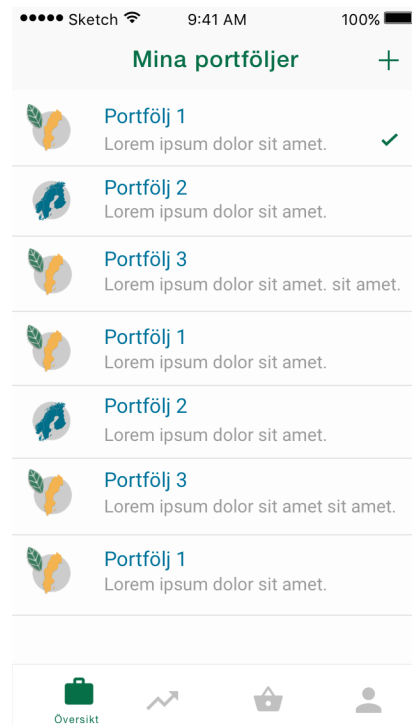 Sketch 9:41 AM 100%
Mina portföljer
Portfölj 1
Lorem ipsum dolor sit amet.
Portfölj 2
Lorem ipsum dolor sit amet.
Portfölj 3
Lorem ipsum dolor sit amet. sit amet.
Portfölj 1
Lorem ipsum dolor sit amet.
Portfölj 2
Lorem ipsum dolor sit amet.
Portfölj 3
Lorem ipsum dolor sit amet sit amet.
Portfölj 1
Lorem ipsum dolor sit amet.
Översikt